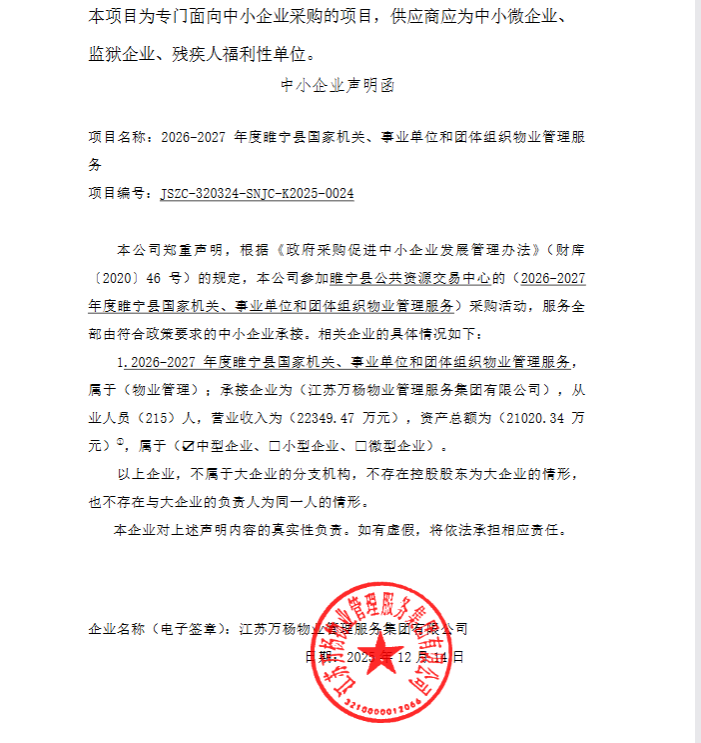 本项目为专门面向中小企业采购的项目，供应商应为中小微企业、
监狱企业、残疾人福利性单位。
中小企业声明函
项目名称：2026-2027 年度睢宁县国家机关、事业单位和团体组织物业管理服
务
项目编号：JSZC-320324-SNJC-K2025-0024
本公司郑重声明，根据《政府采购促进中小企业发展管理办法》（财库
〔2020〕46 号）的规定，本公司参加睢宁县公共资源交易中心的（2026-2027
年度睢宁县国家机关、事业单位和团体组织物业管理服务）采购活动，服务全
部由符合政策要求的中小企业承接。相关企业的具体情况如下：
1.2026-2027 年度睢宁县国家机关、事业单位和团体组织物业管理服务，
属于（物业管理）；承接企业为（江苏万杨物业管理服务集团有限公司），从
业人员（215）人，营业收入为（22349.47 万元），资产总额为（21020.34 万
元）①，属于（☑中型企业、□小型企业、□微型企业）。
以上企业，不属于大企业的分支机构，不存在控股股东为大企业的情形，
也不存在与大企业的负责人为同一人的情形。
本企业对上述声明内容的真实性负责。如有虚假，将依法承担相应责任。
企业名称（电子签章）：江苏万杨物业管理服务集团有限公司
日期：2025 年 12 月 14 日
江苏万杨物业管理服务集团有限公司
3210000012066